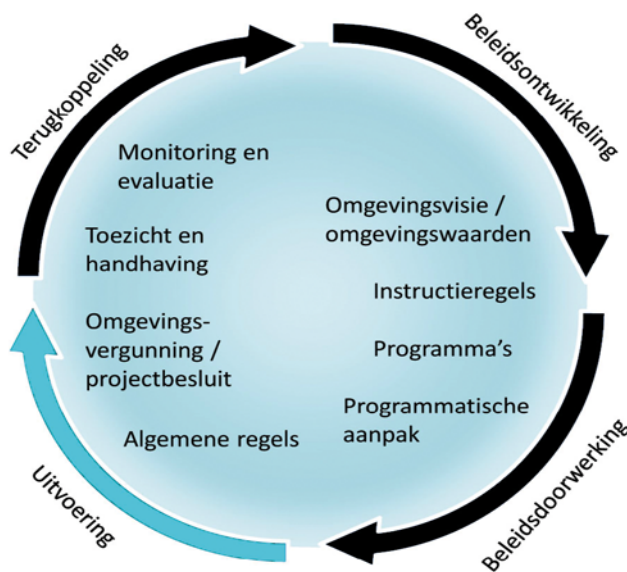 Beleidsontwikkeling
Omgevingsvisie /
omgevingswaarden
Instructieregels
Programma's
Programmatische
aanpak
Beleidsdoorwerking
Algemene regels
Omgevings-
vergunning /
projectbesluit
Uitvoering
Toezicht en
handhaving
Monitoring en
evaluatie
Terugkoppeling